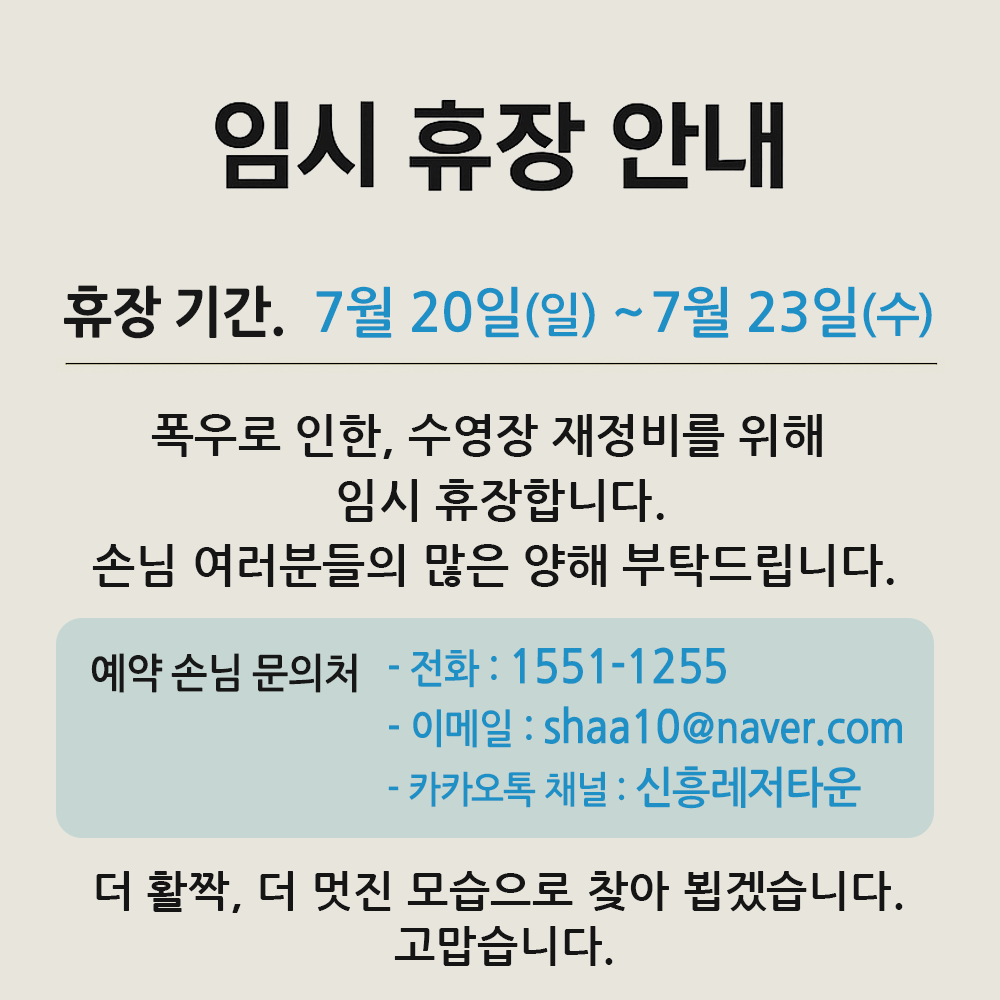 임시 휴장 안내
휴장 기간. 7월 20일(일) ~ 7월 23일(수)
폭우로 인한, 수영장 재정비를 위해
임시 휴장합니다.
손님 여러분들의 많은 양해 부탁드립니다.
예약 손님 문의처 - 전화 : 1551-1255
- 이메일 : shaa10@naver.com
- 카카오톡 채널 : 신흥레저타운
더 활짝, 더 멋진 모습으로 찾아 뵙겠습니다.
고맙습니다.